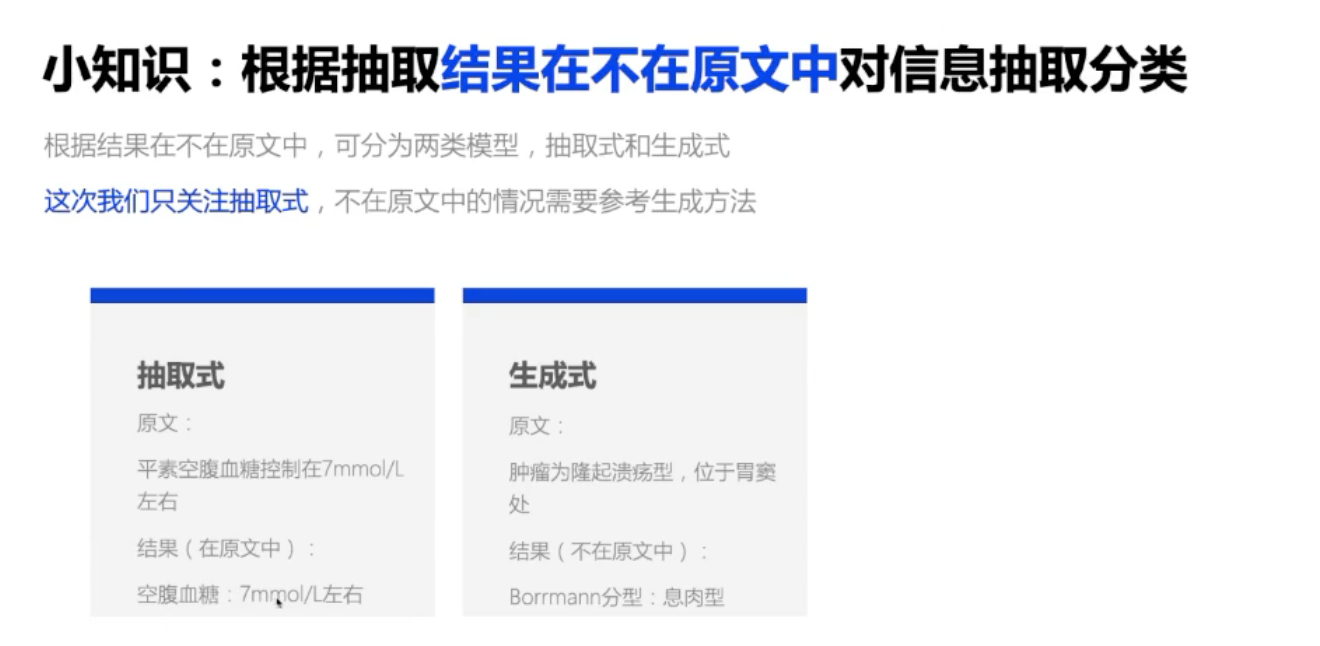 小知识：根据抽取结果在不在原文中对信息抽取分类
根据结果在不在原文中，可分为两类模型，抽取式和生成式
这次我们只关注抽取式，不在原文中的情况需要参考生成方法
抽取式
原文：
平素空腹血糖控制在7mmol/L
左右
结果（在原文中）：
空腹血糖：7mmol/L左右
生成式
原文：
肿瘤为隆起溃疡型，位于胃窦
处
结果（不在原文中）：
Borrmann分型：息肉型